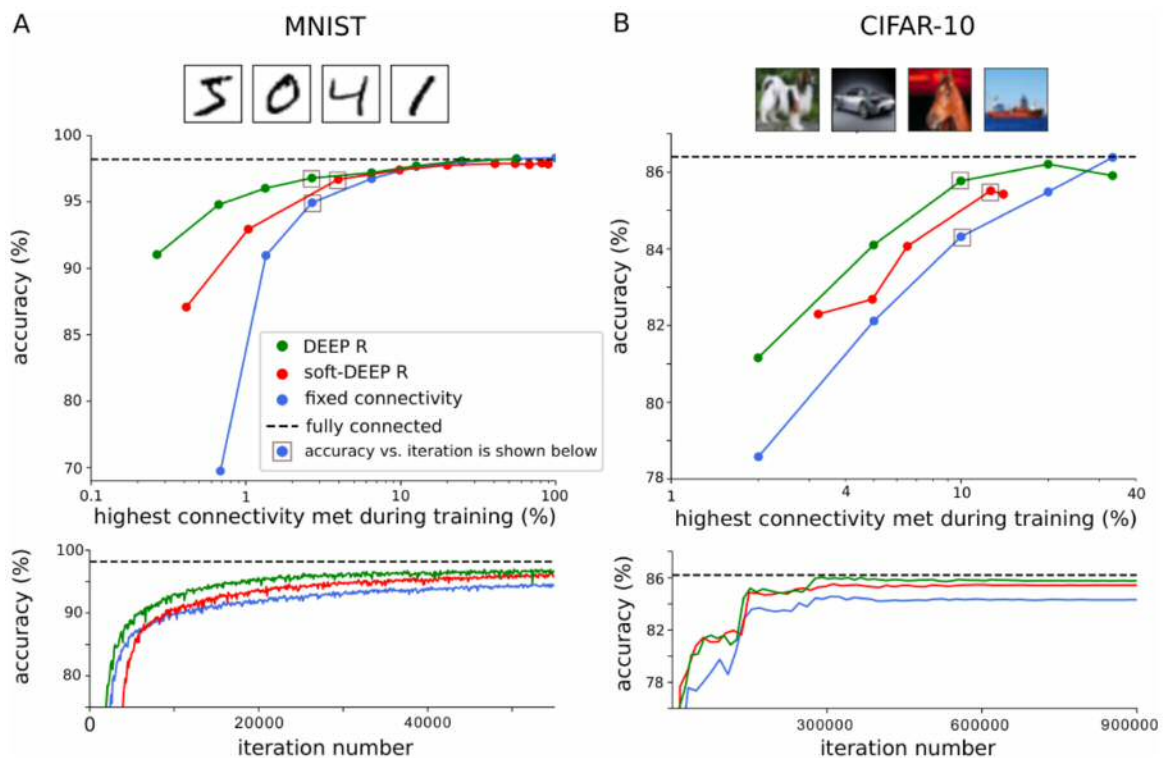 A
MNIST
5 0 4 1
100
95
90
85
80
70
accuracy (%)
0.1
1
10
100
highest connectivity met during training (%)
DEEP R
soft-DEEP R
fixed connectivity
fully connected
accuracy vs. iteration is shown below
100
90
80
accuracy (%)
0
20000
40000
iteration number
B
CIFAR-10
86
84
82
80
78
accuracy (%)
1
4
10
40
highest connectivity met during training (%)
86
82
78
accuracy (%)
300000
600000
900000
iteration number